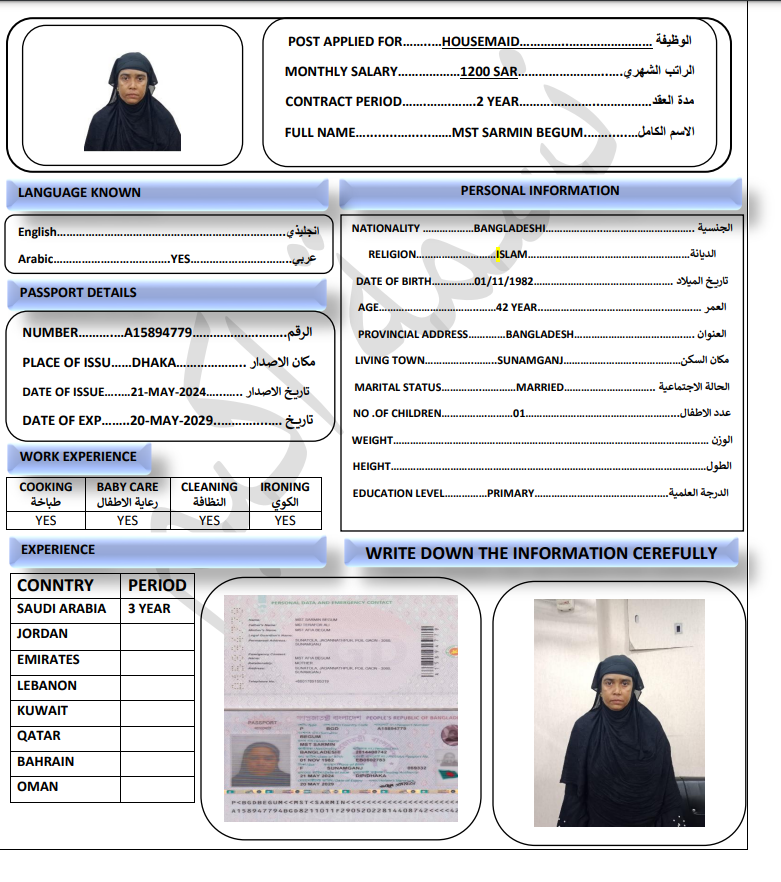 POST APPLIED FOR.........HOUSEMAID.......................................... الوظيفة
MONTHLY SALARY..................1200 SAR..........................الراتب الشهري
CONTRACT PERIOD......................2 YEAR......................................مدة العقد
FULL NAME..........................MST SARMIN BEGUM...............الاسم الكامل
LANGUAGE KNOWN
English............................................................انجليذي
Arabic.............................YES..........................عربي
PASSPORT DETAILS
NUMBER............A15894779........................الرقم
PLACE OF ISSU.....DHAKA.................... مكان الاصدار
DATE OF ISSUE.......21-MAY-2024.......... تاريخ الاصدار
DATE OF EXP......20-MAY-2029................. تاريخ
WORK EXPERIENCE
COOKING BABY CARE CLEANING IRONING
طباخة رعاية الاطفال النظافة الكوي
YES YES YES YES
EXPERIENCE
CONNTRY PERIOD
SAUDI ARABIA 3 YEAR
JORDAN
EMIRATES
LEBANON
KUWAIT
QATAR
BAHRAIN
OMAN
PERSONAL INFORMATION
NATIONALITY ..............BANGLADESHI........................................ الجنسية
RELIGION........................ISLAM..............................................الديانة
DATE OF BIRTH............01/11/1982........................................ تاريخ الميلاد
AGE.................................42 YEAR............................................... العمر
PROVINCIAL ADDRESS..........BANGLADESH.................................. العنوان
LIVING TOWN.....................SUNAMGANJ.................................مكان السكن
MARITAL STATUS.....................MARRIED......................... الحالة الاجتماعية
NO .OF CHILDREN....................01..........................................عدد الاطفال
WEIGHT...................................................................................الوزن
HEIGHT....................................................................................الطول
EDUCATION LEVEL............PRIMARY....................................الدرجة العلمية
WRITE DOWN THE INFORMATION CEREFULLY
PERSONAL DATA AND EMERGENCY CONTACT
MST SARMIN BEGUM
MOTHER
PASSPORT PEOPLE'S REPUBLIC OF
P BGD
BEGUM
MST SARMIN
BANGLADESHI
01 NOV 1982
F SUNAMGANJ
21 MAY 2024 DIP/DHAKA
20 MAY 2029